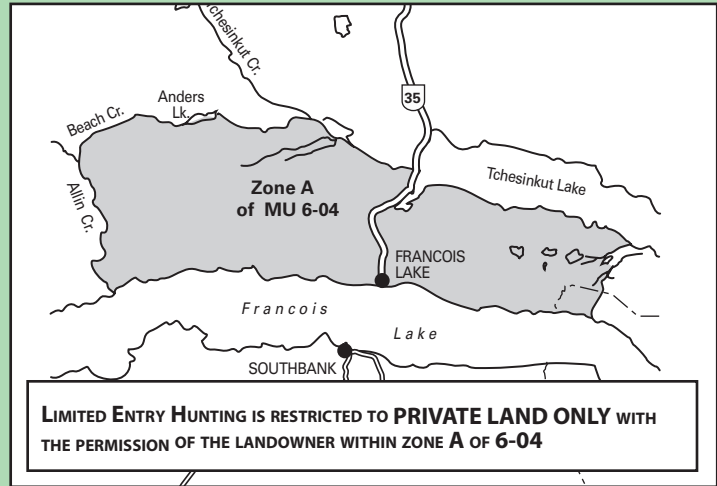 Tchesinkut Cr.
35
Anders
Lk.
Beach Cr.
Allin Cr.
Tchesinkut Lake
Zone A
of MU 6-04
FRANCOIS
LAKE
Francois
Lake
SOUTHBANK
LIMITED ENTRY HUNTING IS RESTRICTED TO PRIVATE LAND ONLY WITH
THE PERMISSION OF THE LANDOWNER WITHIN ZONE A OF 6-04